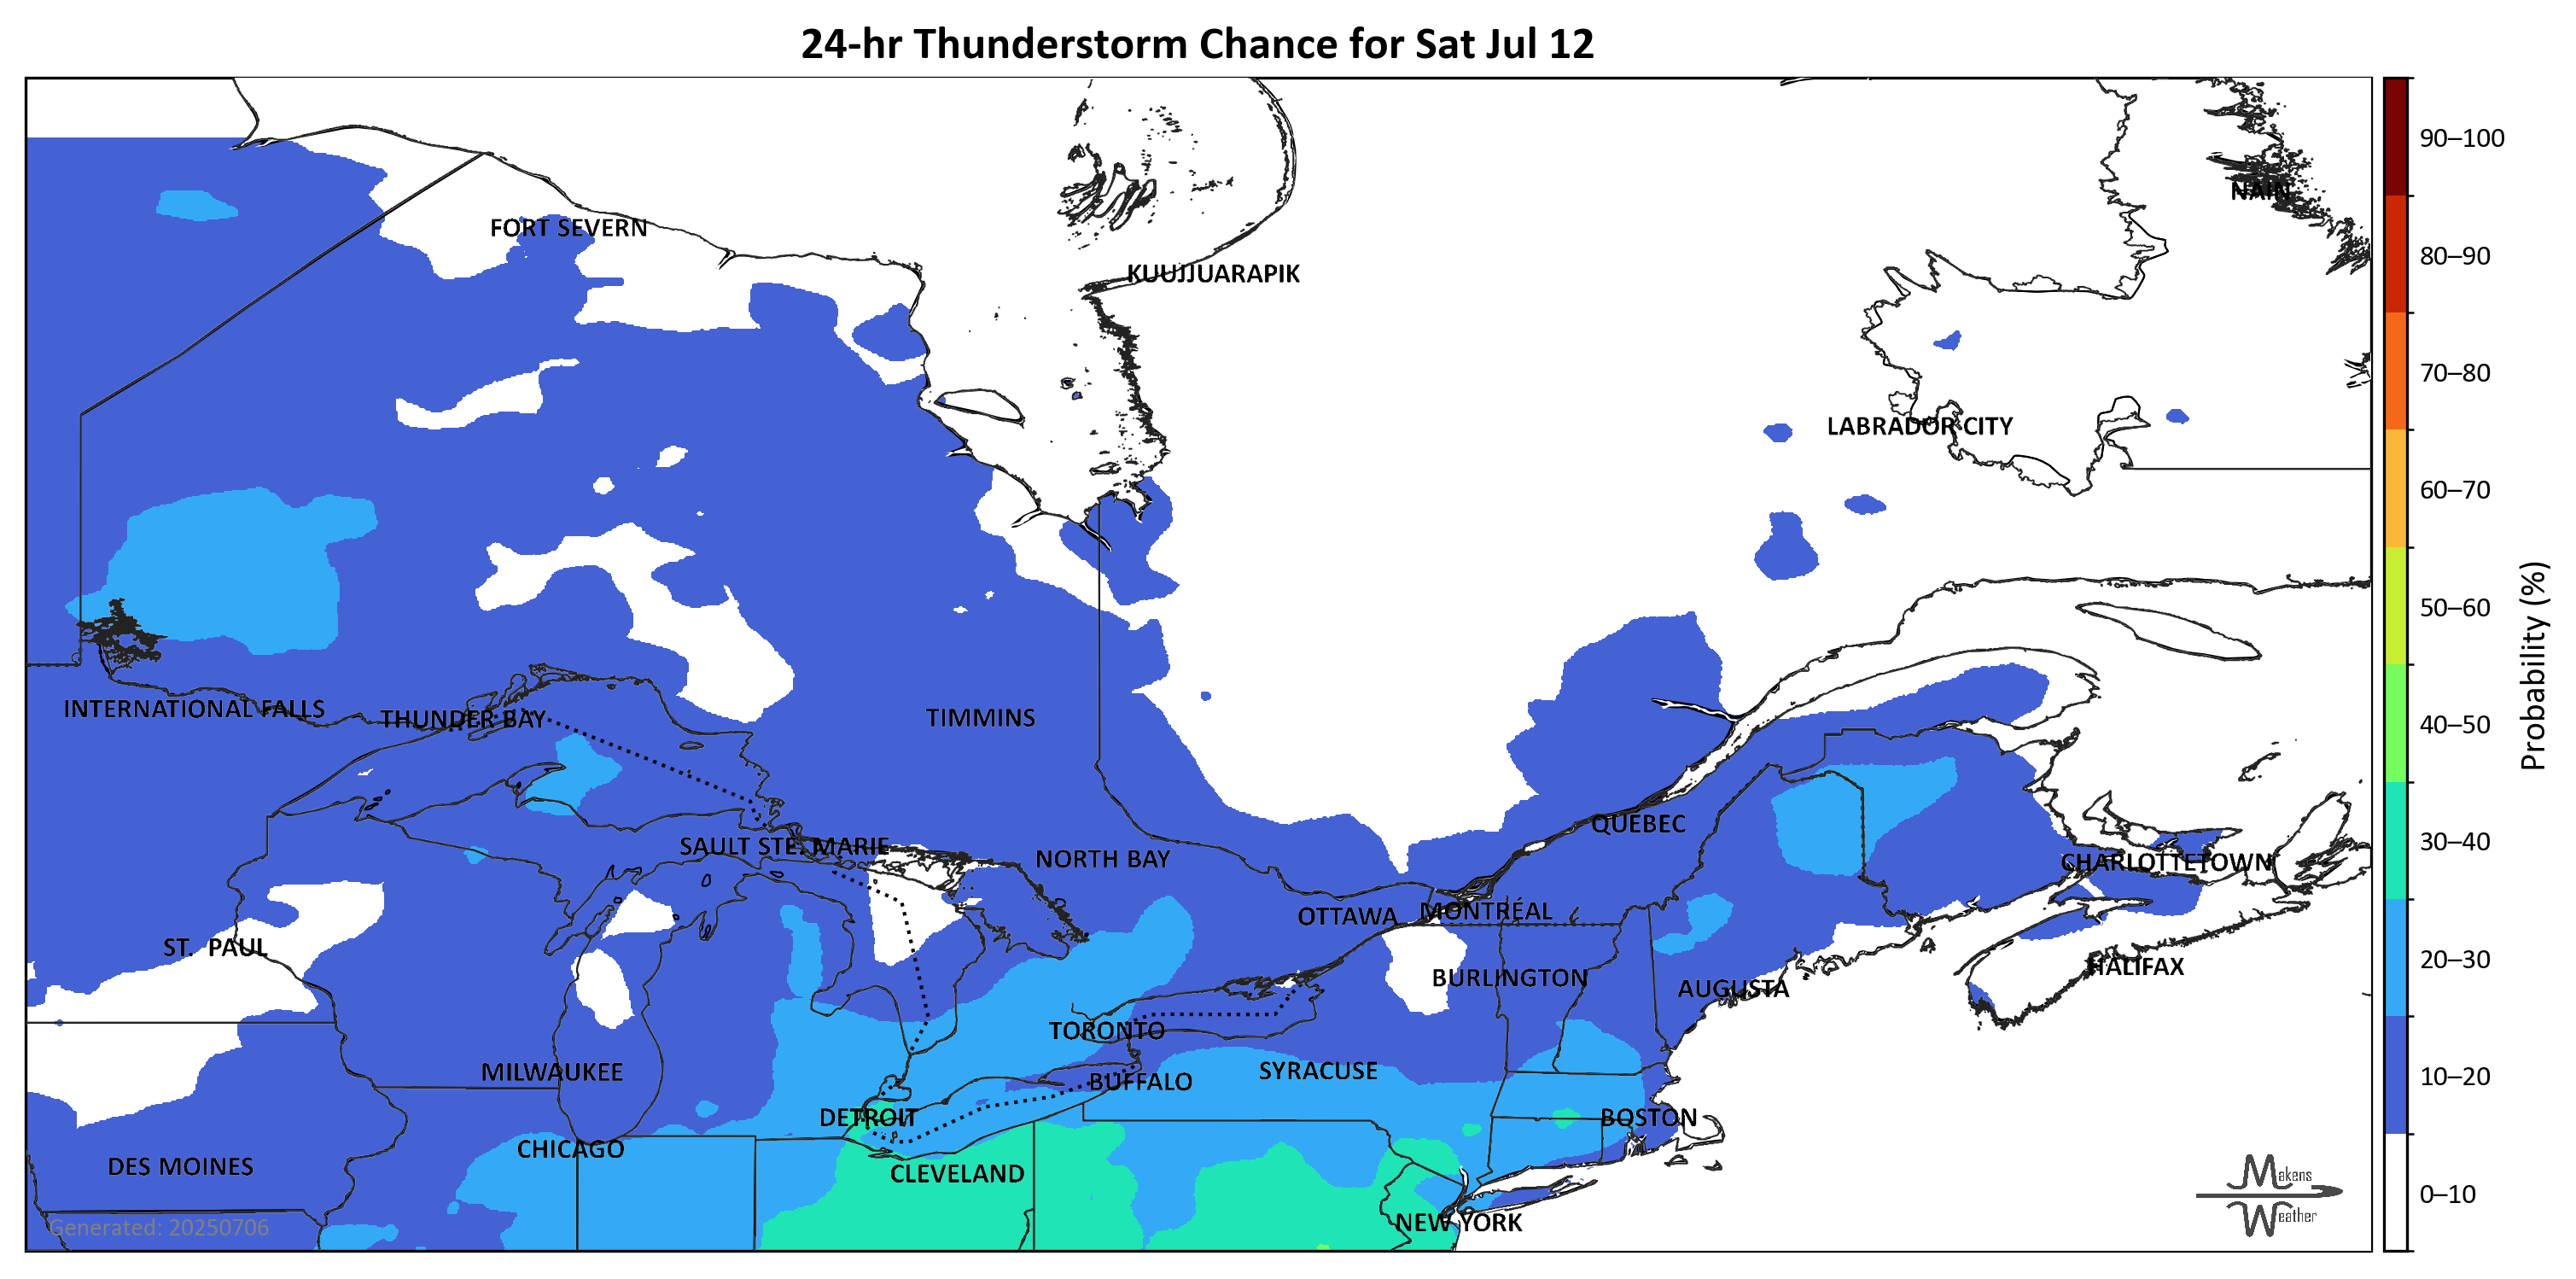 24-hr Thunderstorm Chance for Sat Jul 12
90–100
NAIN
FORT SEVERN
80–90
KUUJJUARAPIK
70–80
LABRADOR CITY
60–70
50–60
INTERNATIONAL FALLS
THUNDER BAY
TIMMINS
40–50
Probability (%)
QUEBEC
SAULT STE. MARIE
NORTH BAY
CHARLOTTETOWN
30–40
OTTAWA
MONTRÉAL
ST. PAUL
BURLINGTON
AUGUSTA
HALIFAX
20–30
TORONTO
MILWAUKEE
BUFFALO
SYRACUSE
10–20
DETROIT
BOSTON
CHICAGO
DES MOINES
CLEVELAND
Makens
Weather
0–10
NEW YORK
Generated: 20250706